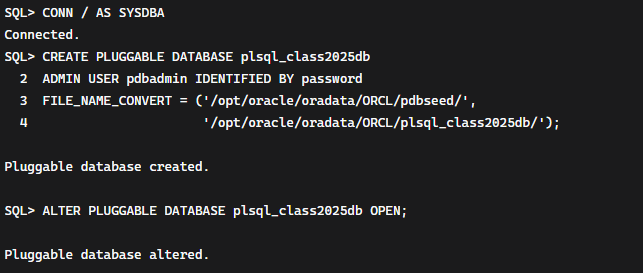 SQL> CONN / AS SYSDBA
Connected.
SQL> CREATE PLUGGABLE DATABASE plsql_class2025db
  2  ADMIN USER pdbadmin IDENTIFIED BY password
  3  FILE_NAME_CONVERT = ('/opt/oracle/oradata/ORCL/pdbseed/',
  4                       '/opt/oracle/oradata/ORCL/plsql_class2025db/');
Pluggable database created.
SQL> ALTER PLUGGABLE DATABASE plsql_class2025db OPEN;
Pluggable database altered.